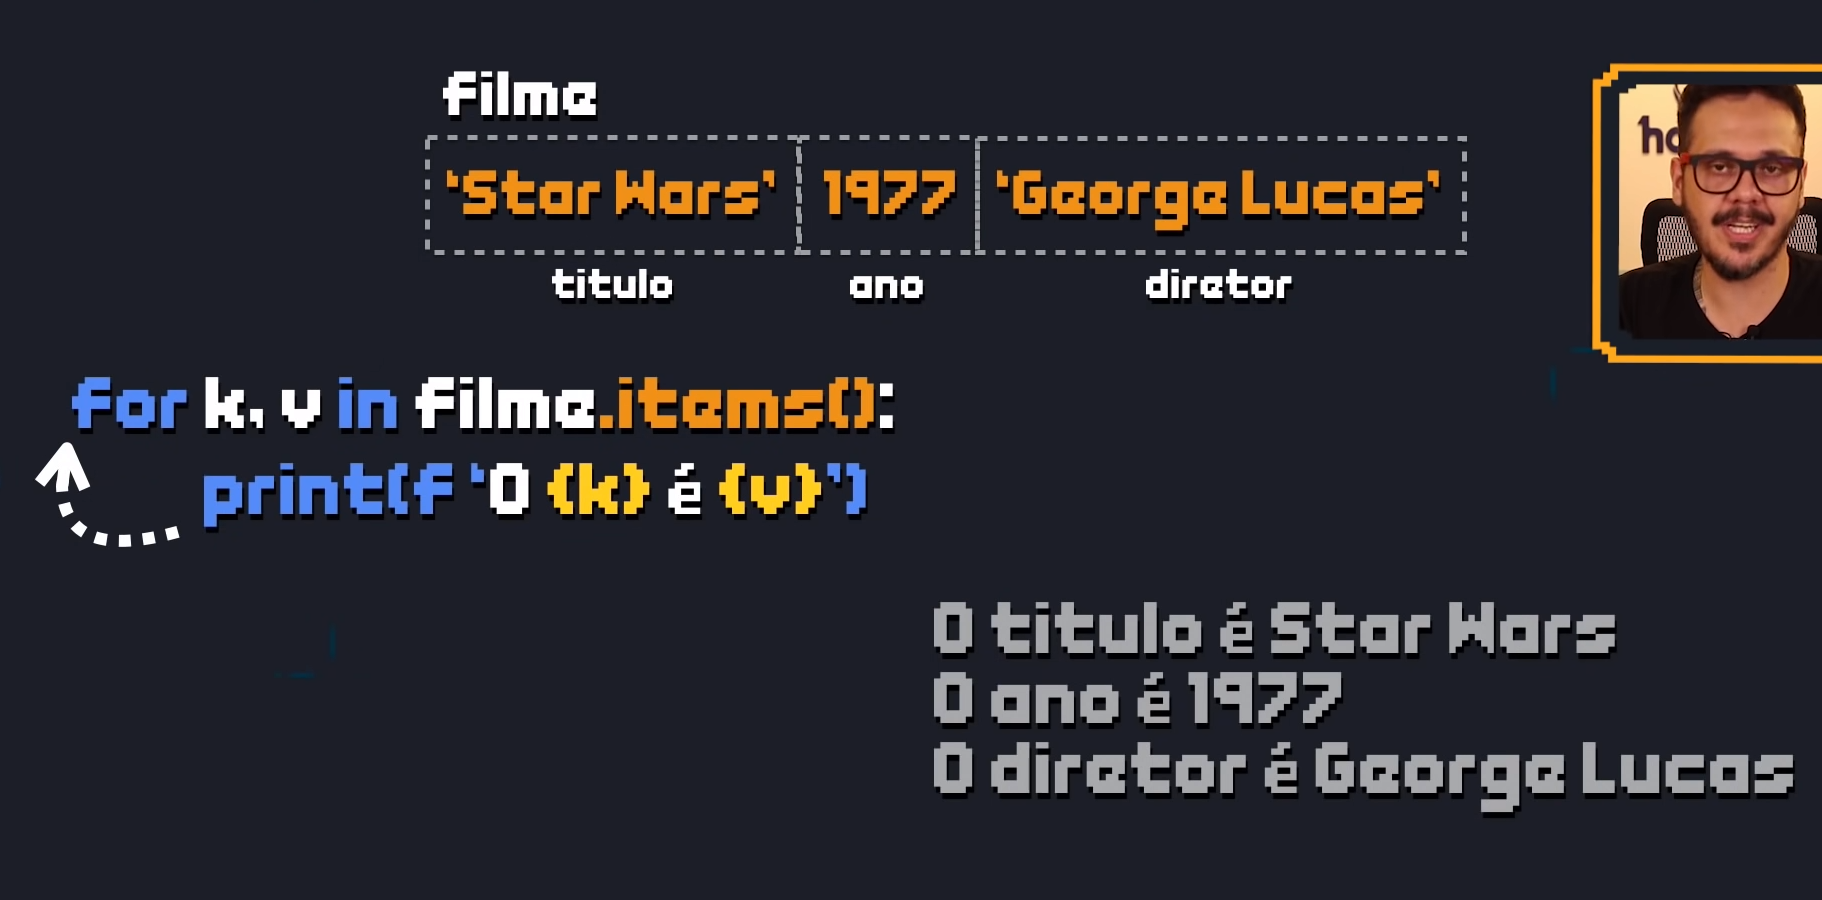 filme
'Star Wars' 1977 'George Lucas'
titulo ano diretor
for k, v in filme.items():
print(f 'O {k} é {v}')
O titulo é Star Wars
O ano é 1977
O diretor é George Lucas